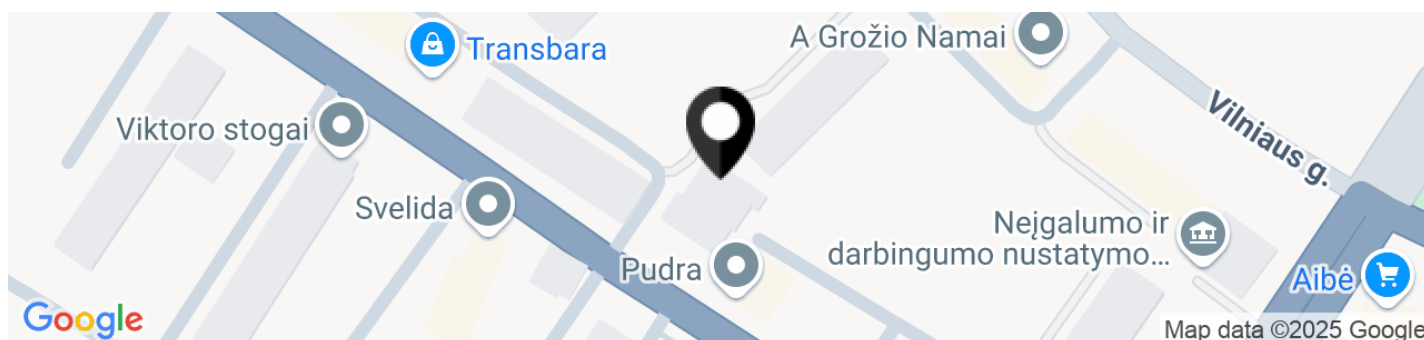 A Grožio Namai
Transbara
Viktoro stogai
Vilniaus g.
Svelida
Neįgalumo ir
darbingumo nustatymo...
Pudra
Aibė
Google
Map data ©2025 Google